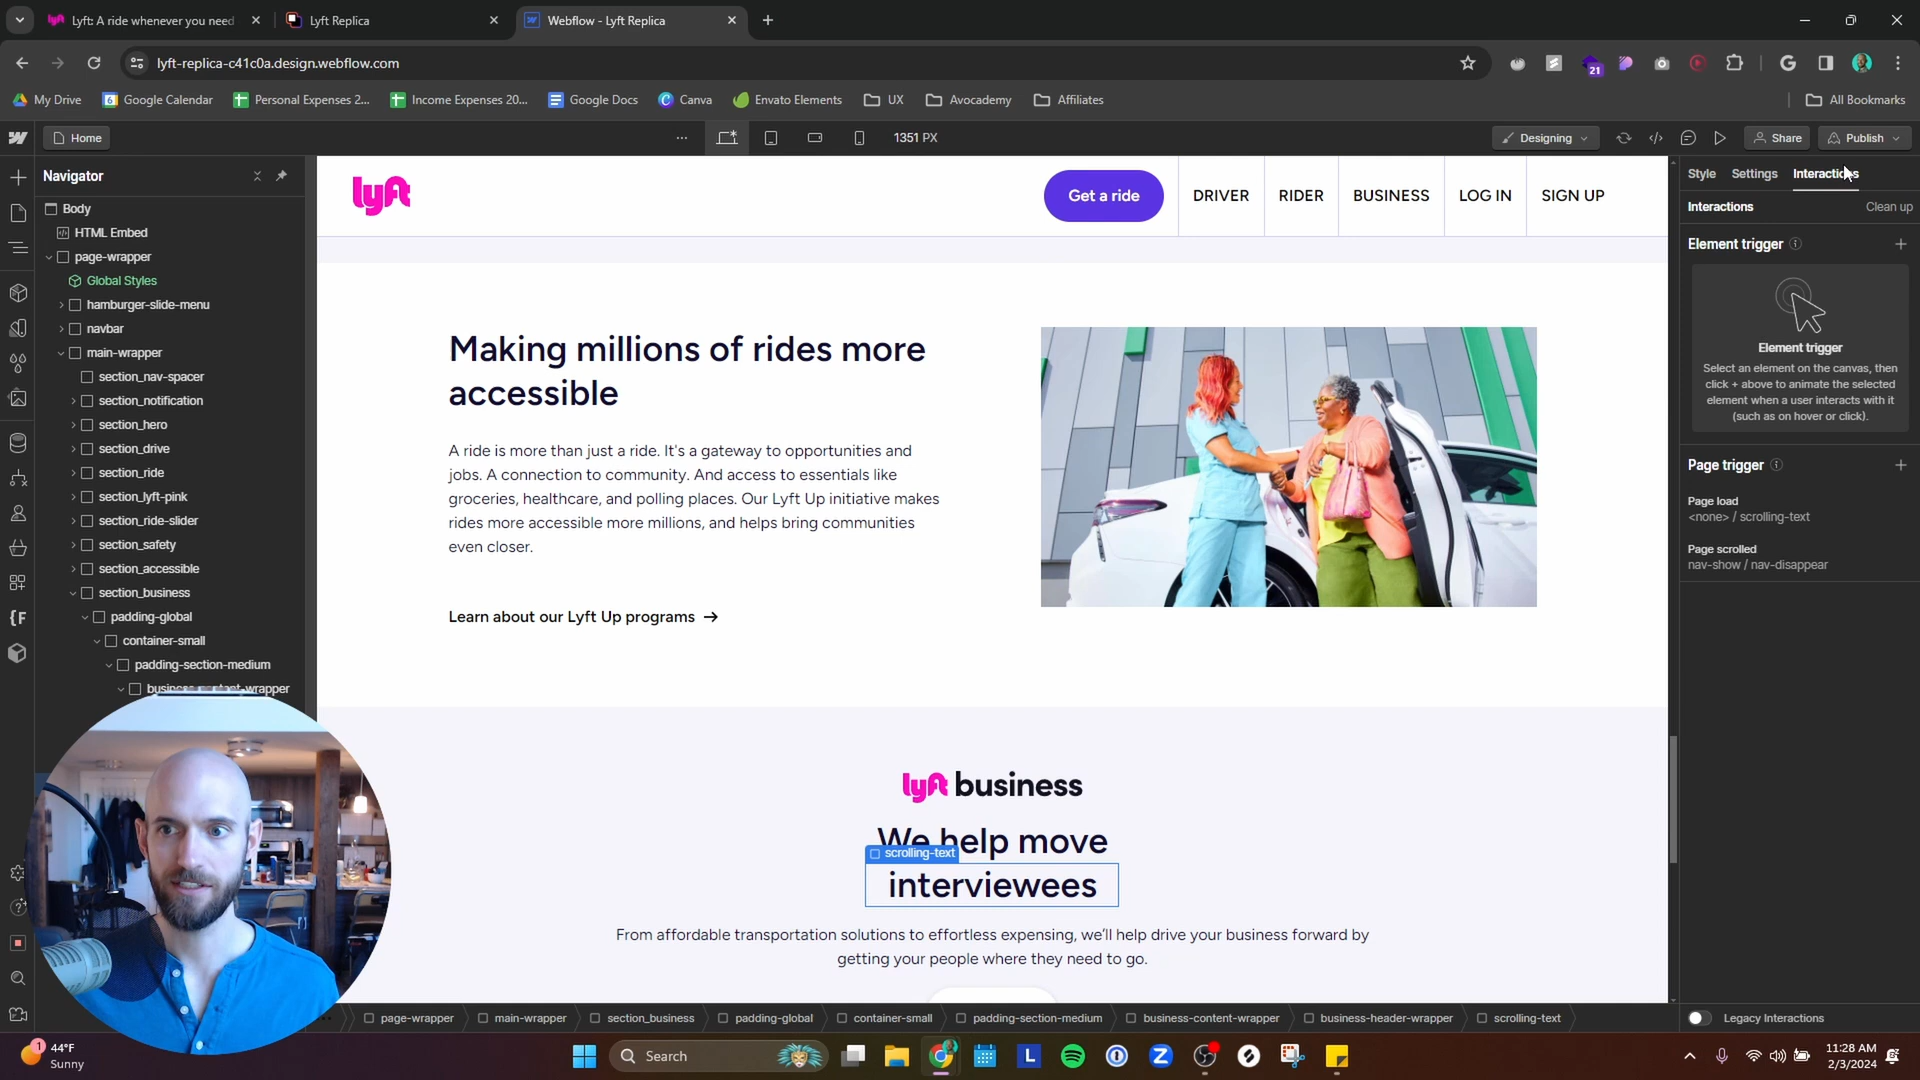 Lyft: A ride whenever you need
Lyft Replica
Webflow - Lyft Replica
lyft-replica-c41c0a.design.webflow.com
21
My Drive
Google Calendar
Personal Expenses 2...
Income Expenses 20...
Google Docs
Canva
Envato Elements
UX
Avocademy
Affiliates
All Bookmarks
Home
1351 PX
Designing
Share
Publish
Navigator
Body
HTML Embed
page-wrapper
Global Styles
hamburger-slide-menu
navbar
main-wrapper
section_nav-spacer
section_notification
section_hero
section_drive
section_ride
section_lyft-pink
section_ride-slider
section_safety
section_accessible
section_business
padding-global
container-small
padding-section-medium
lyft
Get a ride
DRIVER
RIDER
BUSINESS
LOG IN
SIGN UP
Making millions of rides more
accessible
A ride is more than just a ride. It's a gateway to opportunities and
jobs. A connection to community. And access to essentials like
groceries, healthcare, and polling places. Our Lyft Up initiative makes
rides more accessible more millions, and helps bring communities
even closer.
Learn about our Lyft Up programs →
lyft business
We help move
scrolling-text
interviewees
From affordable transportation solutions to effortless expensing, we'll help drive your business forward by
getting your people where they need to go.
Style
Settings
Interactions
Interactions
Clean up
Element trigger
Element trigger
Select an element on the canvas, then
click + above to animate the selected
element when a user interacts with it
(such as on hover or click).
Page trigger
Page load
<none> / scrolling-text
Page scrolled
nav-show / nav-disappear
page-wrapper
main-wrapper
section_business
padding-global
container-small
padding-section-medium
business-content-wrapper
business-header-wrapper
scrolling-text
Legacy Interactions
1
44°F
Sunny
Search
L
11:28 AM
2/3/2024